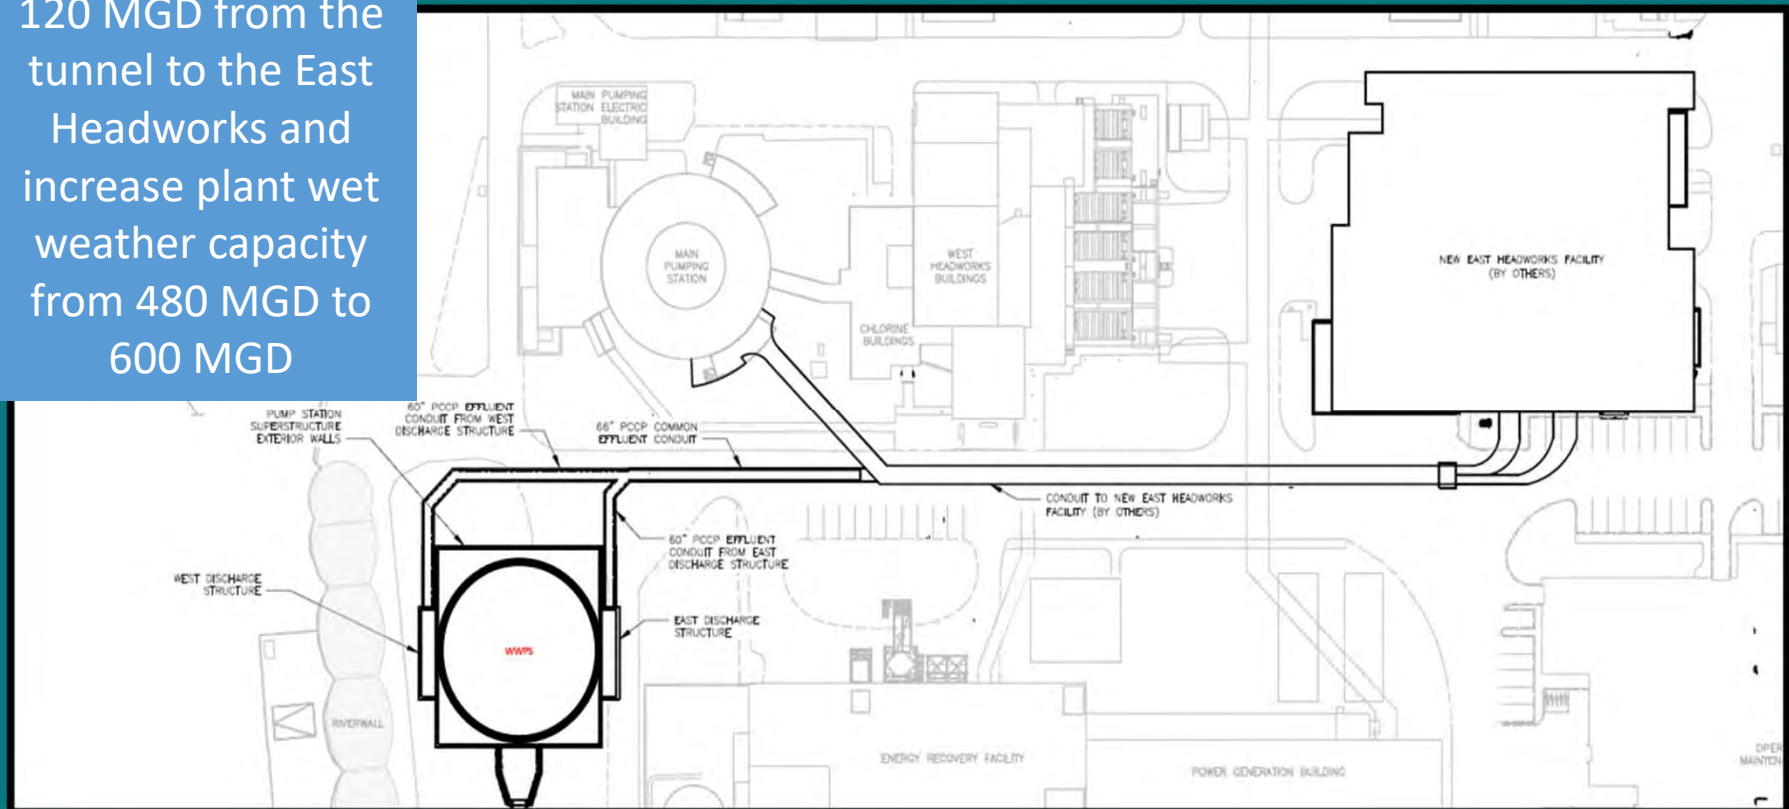 120 MGD from the
tunnel to the East
Headworks and
increase plant wet
weather capacity
from 480 MGD to
600 MGD
MAIN PUMPING
STATION ELECTRIC
BUILDING
MAIN
PUMPING
STATION
WEST
HEADWORKS
BUILDINGS
CHLORINE
BUILDINGS
NEW EAST HEADWORKS FACILITY
(BY OTHERS)
PUMP STATION
SUPERSTRUCTURE
EXTERIOR WALLS
60" PCCP EFFLUENT
CONDUIT FROM WEST
DISCHARGE STRUCTURE
66" PCCP COMMON
EFFLUENT CONDUIT
CONDUIT TO NEW EAST HEADWORKS
FACILITY (BY OTHERS)
60" PCCP EFFLUENT
CONDUIT FROM EAST
DISCHARGE STRUCTURE
WEST DISCHARGE
STRUCTURE
EAST DISCHARGE
STRUCTURE
WWPS
RIVERWALL
ENERGY RECOVERY FACILITY
POWER GENERATION BUILDING
OPER
MAINTEN